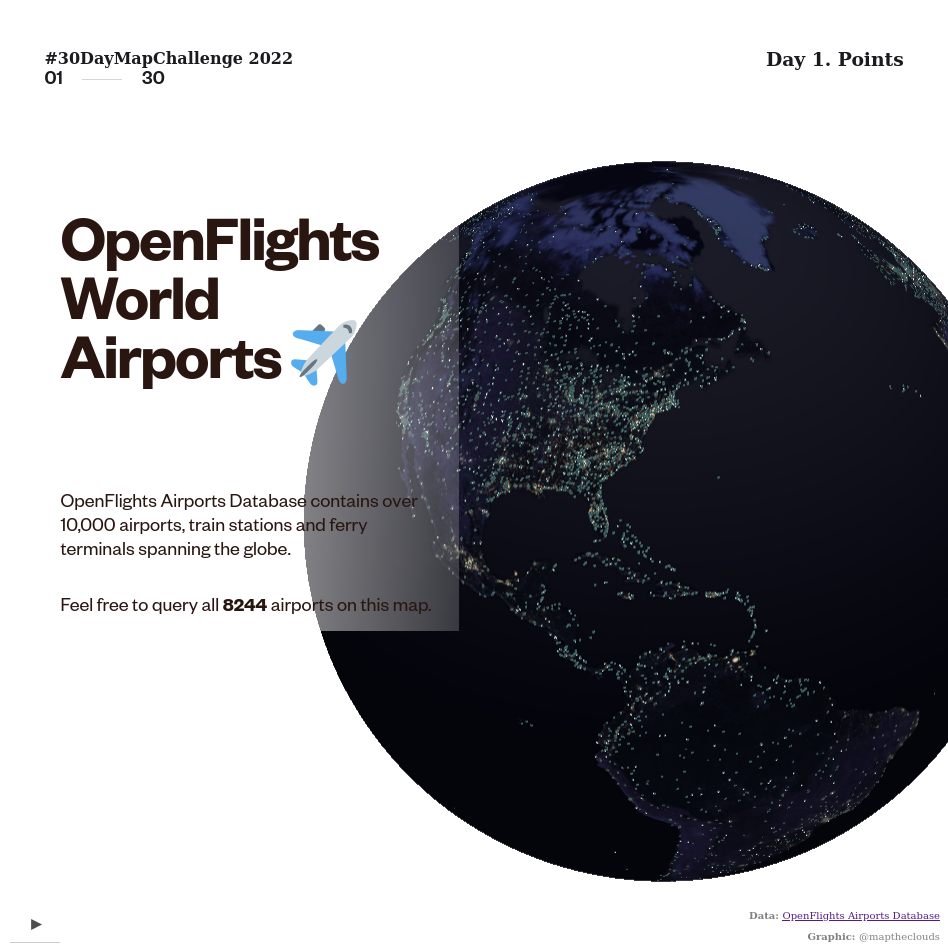 #30DayMapChallenge 2022
01 30
Day 1. Points
OpenFlights
World
Airports ✈️
OpenFlights Airports Database contains over
10,000 airports, train stations and ferry
terminals spanning the globe.
Feel free to query all 8244 airports on this map.
Data: OpenFlights Airports Database
Graphic: @maptheclouds